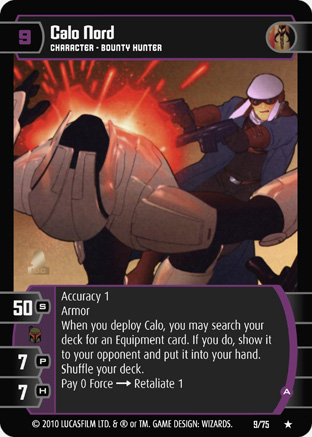 9
Calo Nord
CHARACTER - BOUNTY HUNTER
50 S
Accuracy 1
Armor
When you deploy Calo, you may search your
deck for an Equipment card. If you do, show it
to your opponent and put it into your hand.
Shuffle your deck.
7 P
7 H
Pay 0 Force → Retaliate 1
A
© 2010 LUCASFILM LTD. & ® OR TM. GAME DESIGN: WIZARDS.
9/75 ★